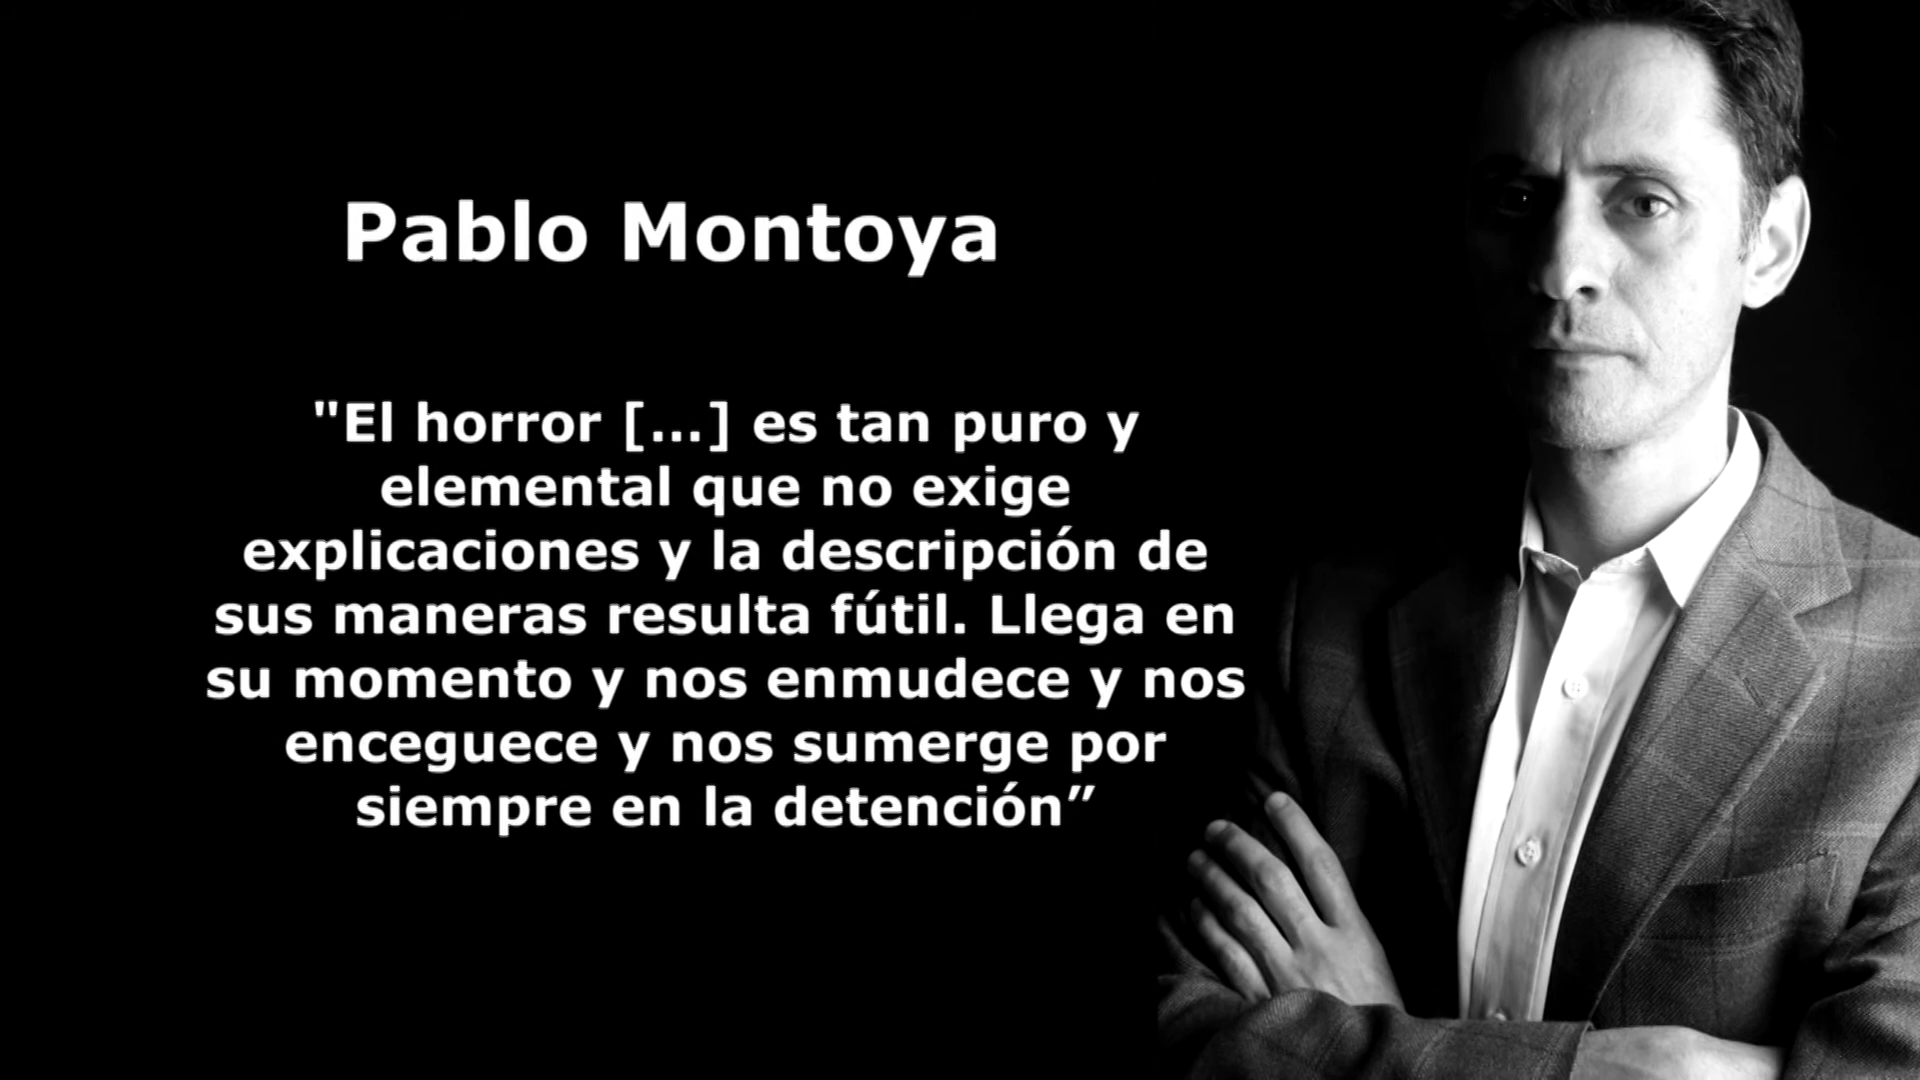 Pablo Montoya
"El horror [...] es tan puro y
elemental que no exige
explicaciones y la descripción de
sus maneras resulta fútil. Llega en
su momento y nos enmudece y nos
enceguece y nos sumerge por
siempre en la detención”